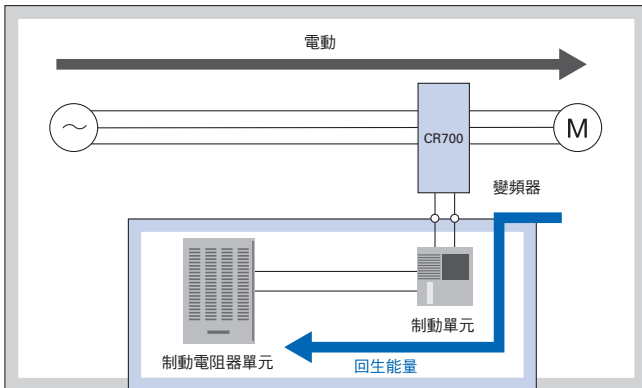 電動
CR700
M
變頻器
制動單元
制動電阻器單元
回生能量